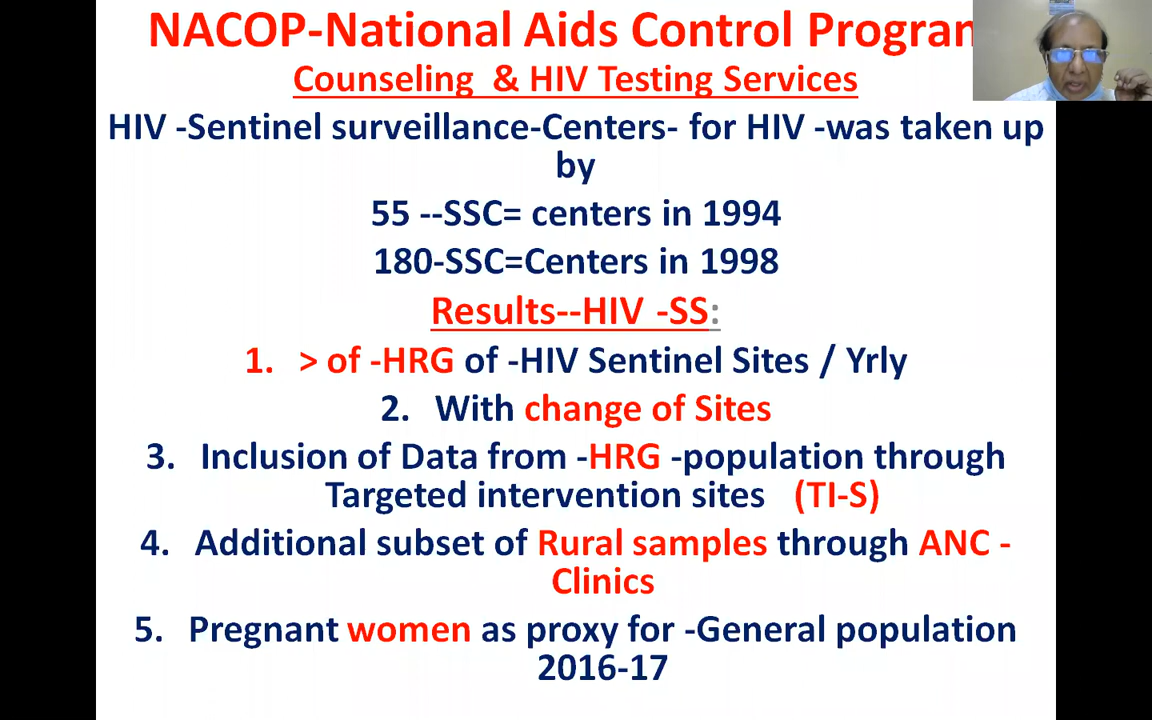 NACOP-National Aids Control Program
Counseling & HIV Testing Services
HIV -Sentinel surveillance-Centers- for HIV -was taken up
by
55 --SSC= centers in 1994
180-SSC=Centers in 1998
Results--HIV -SS:
1. > of -HRG of -HIV Sentinel Sites / Yrly
2. With change of Sites
3. Inclusion of Data from -HRG -population through
Targeted intervention sites (TI-S)
4. Additional subset of Rural samples through ANC -
Clinics
5. Pregnant women as proxy for -General population
2016-17